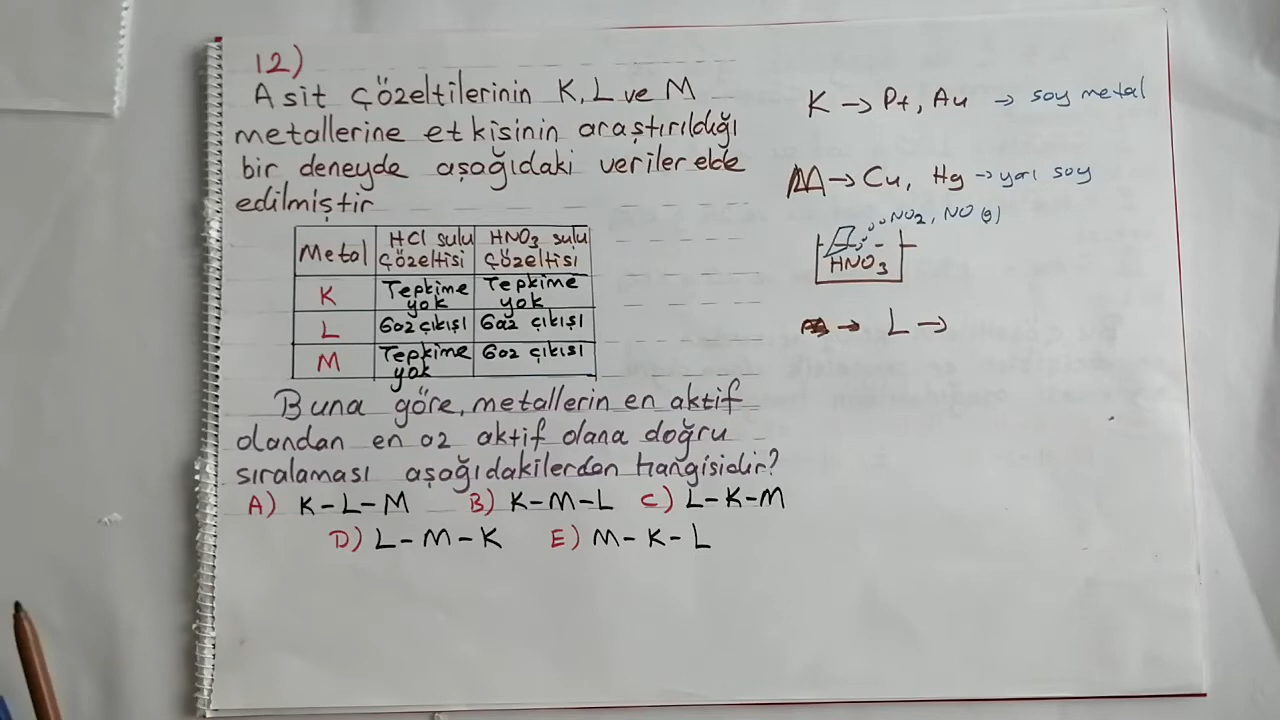 12)
Asit çözeltilerinin K, L ve M
metallerine etkisinin araştırıldığı
bir deneyde aşağıdaki veriler elde
edilmiştir
Metal HCl sulu çözeltisi HNO₃ sulu çözeltisi
K Tepkime yok Tepkime yok
L Gaz çıkışı Gaz çıkışı
M Tepkime yok Gaz çıkışı
Buna göre, metallerin en aktif
olandan en az aktif olana doğru
sıralaması aşağıdakilerden hangisidir?
A) K-L-M B) K-M-L C) L-K-M
D) L-M-K E) M-K-L
K → Pt, Au → soy metal
M → Cu, Hg → yarı soy
NO₂, NO (g)
HNO₃
→ L →